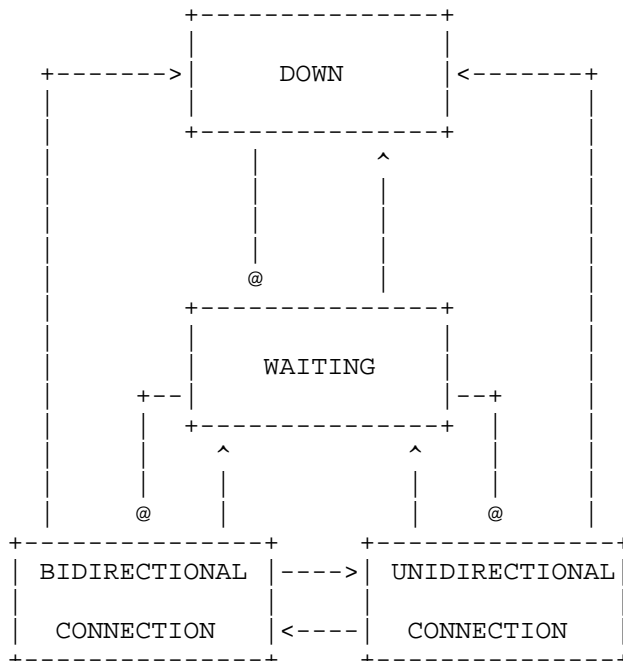 DOWN
@
WAITING
@ @
BIDIRECTIONAL UNIDIRECTIONAL
CONNECTION CONNECTION